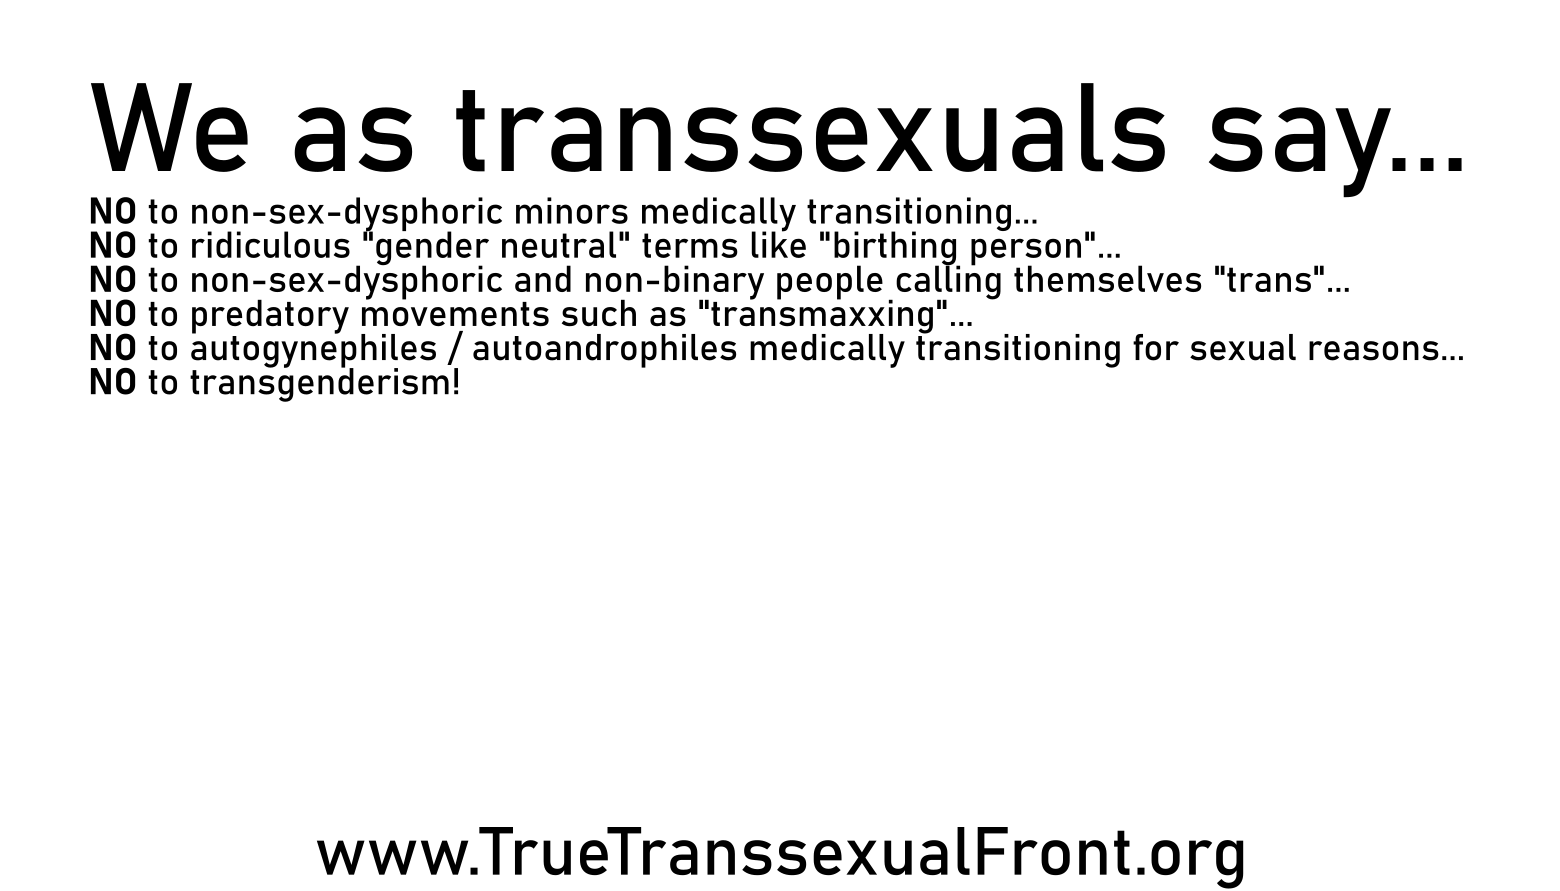 We as transsexuals say...
NO to non-sex-dysphoric minors medically transitioning...
NO to ridiculous "gender neutral" terms like "birthing person"...
NO to non-sex-dysphoric and non-binary people calling themselves "trans"...
NO to predatory movements such as "transmaxxing"...
NO to autogynephiles / autoandrophiles medically transitioning for sexual reasons...
NO to transgenderism!
www.TrueTranssexualFront.org